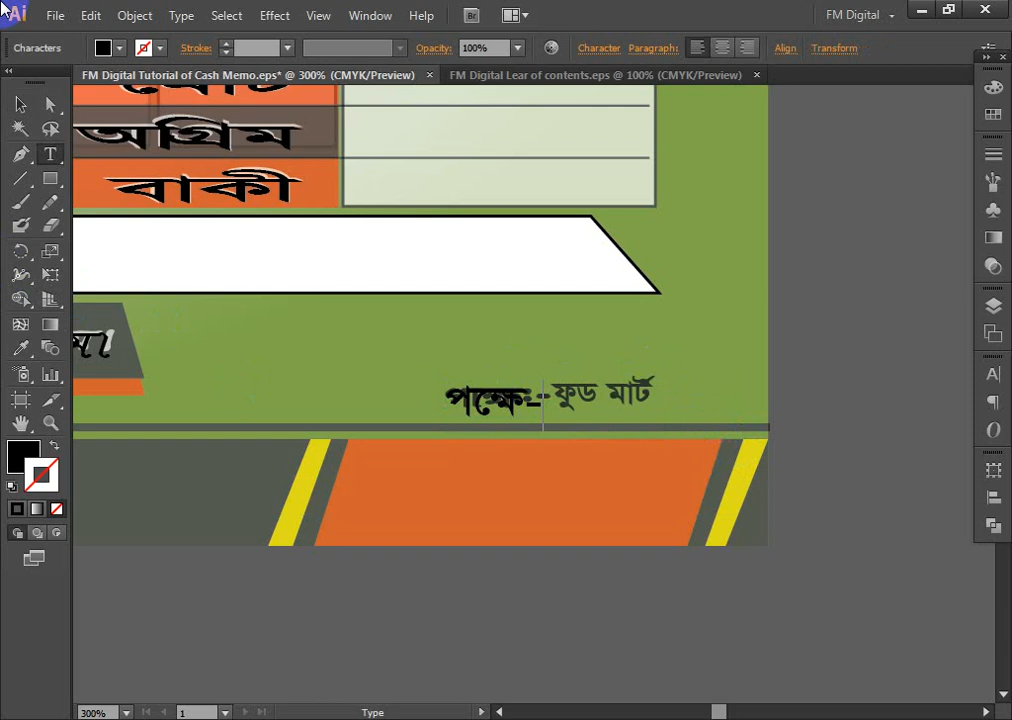 Ai File Edit Object Type Select Effect View Window Help Br FM Digital
Characters Stroke: Opacity: 100% Character Paragraph: Align Transform
FM Digital Tutorial of Cash Memo.eps* @ 300% (CMYK/Preview) × FM Digital Lear of contents.eps @ 100% (CMYK/Preview) ×
মোট
অগ্রিম
বাকী
পক্ষে- ফুড মার্ট
300% 1 Type